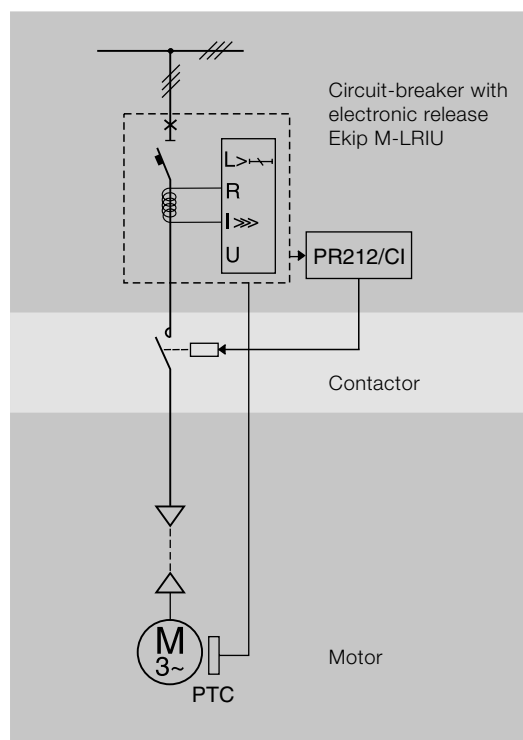 Circuit-breaker with
electronic release
Ekip M-LRIU
L>
R
I >>>
U
PR212/CI
Contactor
M
3~
PTC
Motor